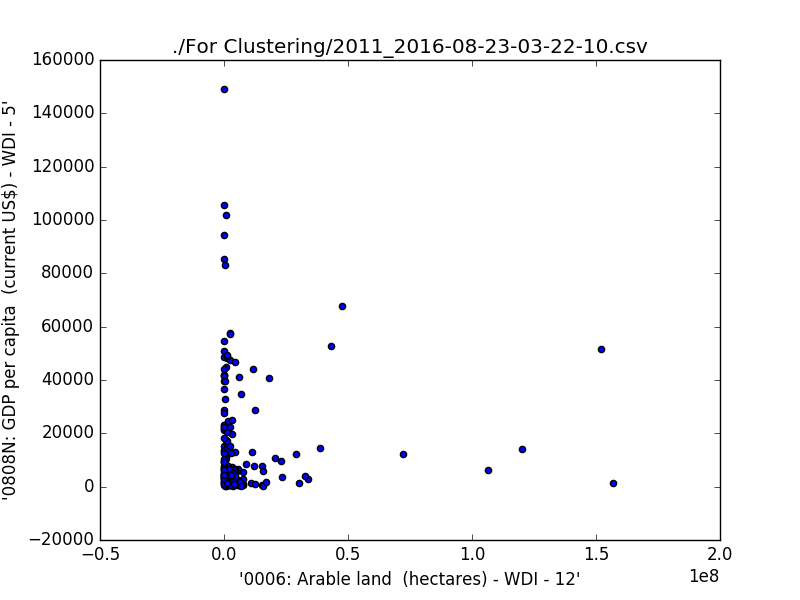 ./For Clustering/2011_2016-08-23-03-22-10.csv
160000
140000
120000
100000
80000
60000
40000
20000
0
−20000
'0808N: GDP per capita  (current US$) - WDI - 5'
−0.5 0.0 0.5 1.0 1.5 2.0
1e8
'0006: Arable land  (hectares) - WDI - 12'